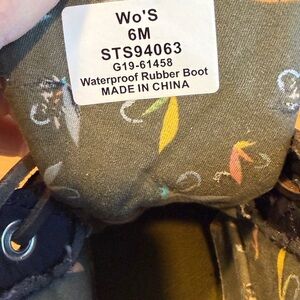 Wo'S
6M
STS94063
G19-61458
Waterproof Rubber Boot
MADE IN CHINA